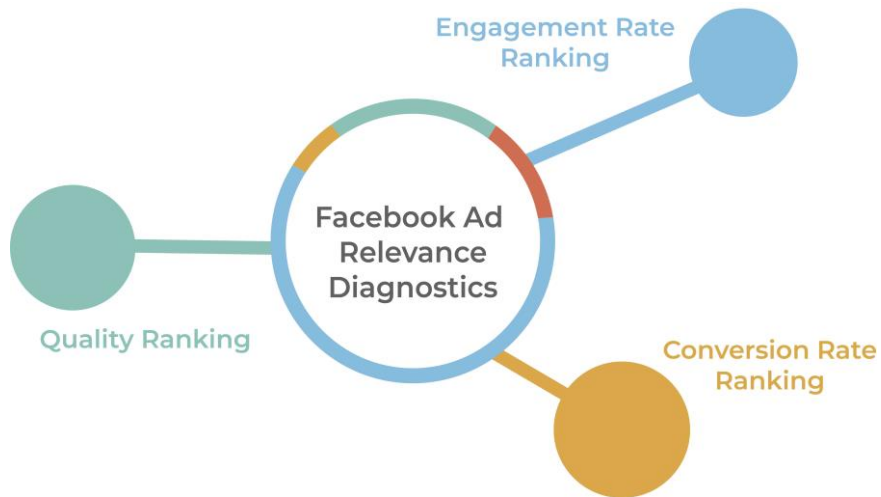 Engagement Rate
Ranking
Facebook Ad
Relevance
Diagnostics
Quality Ranking
Conversion Rate
Ranking